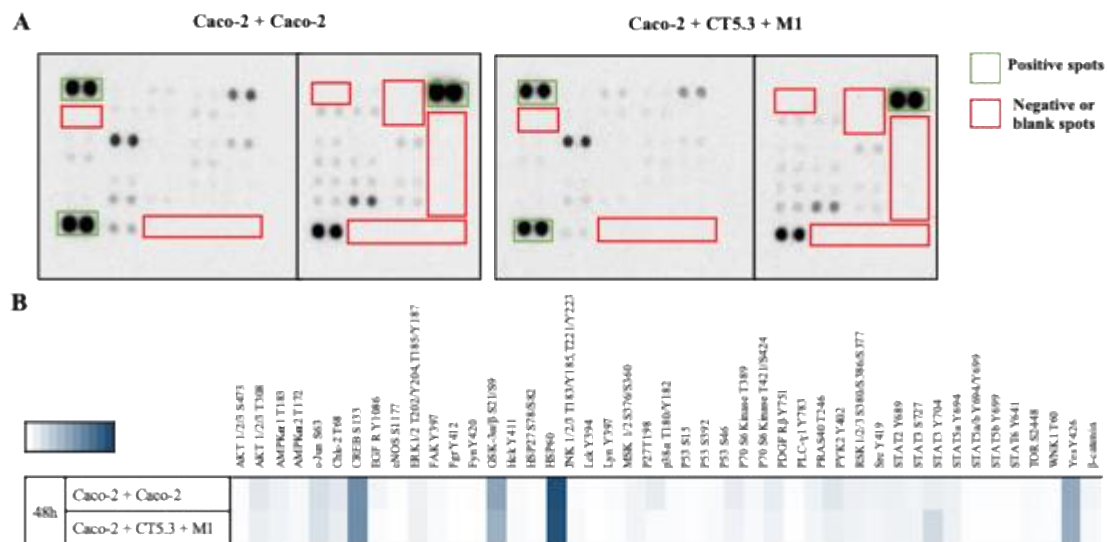 A
Caco-2 + Caco-2
Caco-2 + CT5.3 + M1
Positive spots
Negative or
blank spots
B
AKT 1/2/3 S473
AKT 1/2/3 T308
AMPKα1 T183
AMPKα2 T172
c-Jun S63
Chk-2 T68
CREB S133
EGF R Y1086
eNOS S1177
ERK1/2 T202/Y204,T185/Y187
FAK Y397
Fgr Y412
Fyn Y420
GSK-3α/β S21/S9
Hck Y411
HSP27 S78/S82
HSP60
JNK 1/2/3 T183/Y185,T221/Y223
Lck Y394
Lyn Y397
MSK 1/2 S376/S360
P27 T198
p38α T180/Y182
P53 S15
P53 S392
P53 S46
P70 S6 Kinase T389
P70 S6 Kinase T421/S424
PDGF Rβ Y751
PLC-γ1 Y783
PRAS40 T246
PYK2 Y402
RSK 1/2/3 S380/S386/S377
Src Y419
STAT2 Y689
STAT3 S727
STAT3 Y704
STAT5a Y694
STAT5a/b Y694/Y699
STAT5b Y699
STAT6 Y641
TOR S2448
WNK1 T60
Yes Y426
β-canin
48h
Caco-2 + Caco-2
Caco-2 + CT5.3 + M1